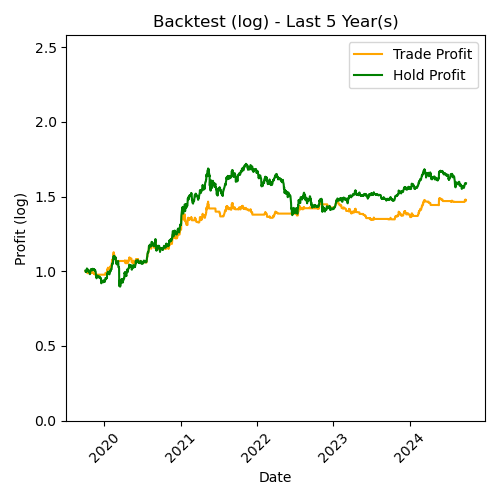 Backtest (log) - Last 5 Year(s)
Trade Profit
Hold Profit
Profit (log)
2.5
2.0
1.5
1.0
0.5
0.0
2020
2021
2022
2023
2024
Date